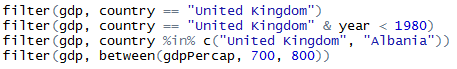 filter(gdp, country == "United Kingdom")
filter(gdp, country == "United Kingdom" & year < 1980)
filter(gdp, country %in% c("United Kingdom", "Albania"))
filter(gdp, between(gdpPercap, 700, 800))